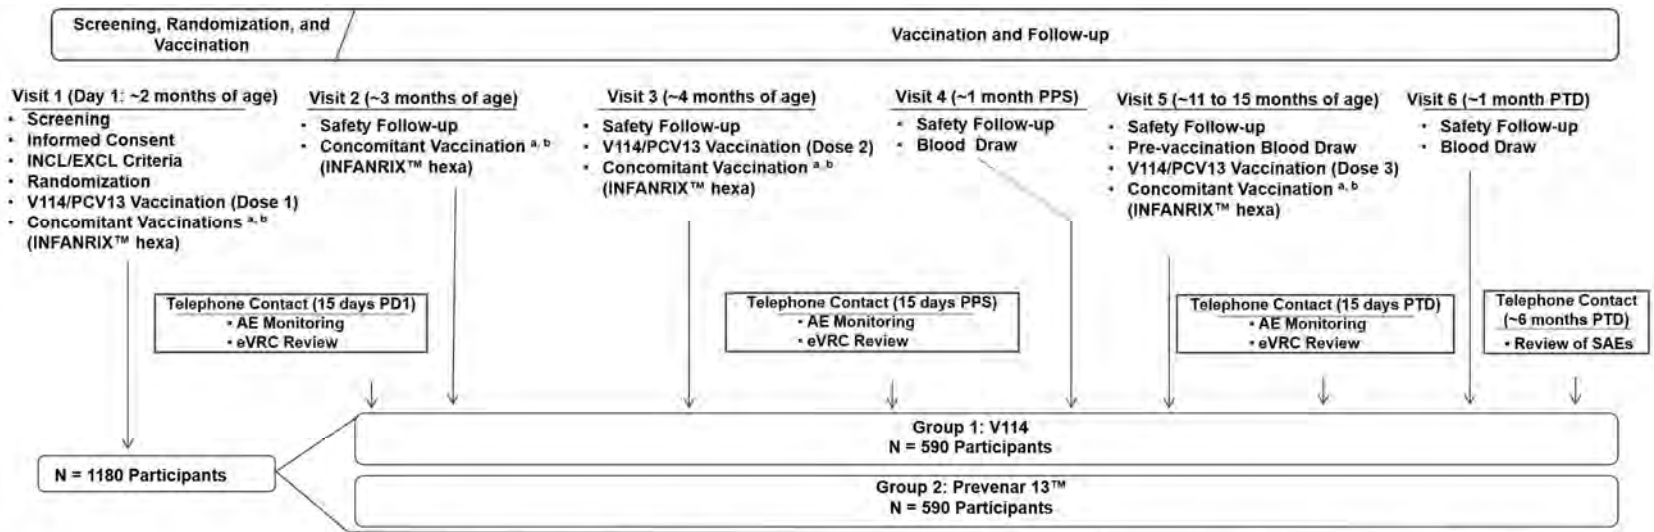 Screening, Randomization, and
Vaccination
Vaccination and Follow-up
Visit 1 (Day 1: ~2 months of age)
· Screening
· Informed Consent
· INCL/EXCL Criteria
· Randomization
· V114/PCV13 Vaccination (Dose 1)
· Concomitant Vaccinations a, b
(INFANRIX™ hexa)
Visit 2 (~3 months of age)
· Safety Follow-up
· Concomitant Vaccination a, b
(INFANRIX™ hexa)
Visit 3 (~4 months of age)
· Safety Follow-up
· V114/PCV13 Vaccination (Dose 2)
· Concomitant Vaccination a, b
(INFANRIX™ hexa)
Visit 4 (~1 month PPS)
· Safety Follow-up
· Blood Draw
Visit 5 (~11 to 15 months of age)
· Safety Follow-up
· Pre-vaccination Blood Draw
· V114/PCV13 Vaccination (Dose 3)
· Concomitant Vaccination a, b
(INFANRIX™ hexa)
Visit 6 (~1 month PTD)
· Safety Follow-up
· Blood Draw
Telephone Contact (15 days PD1)
· AE Monitoring
· eVRC Review
Telephone Contact (15 days PPS)
· AE Monitoring
· eVRC Review
Telephone Contact (15 days PTD)
· AE Monitoring
· eVRC Review
Telephone Contact
(~6 months PTD)
· Review of SAEs
N = 1180 Participants
Group 1: V114
N = 590 Participants
Group 2: Prevenar 13™
N = 590 Participants